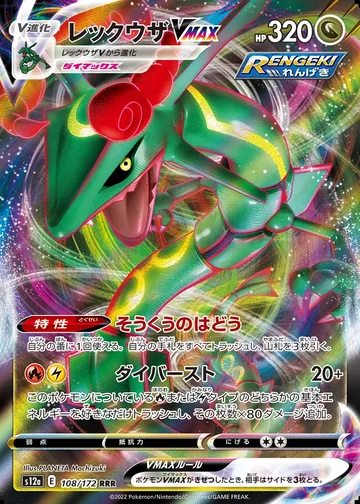 V進化
レックウザVMAX
HP 320
レックウザVから進化
ダイマックス
RENGEKI
れんげき
特性 そうくうのはどう
自分の番に1回使える。自分の手札をすべてトラッシュし、山札を3枚引く。
ダイバースト 20+
このポケモンについている炎または雷タイプのどちらかの基本エ
ネルギーを好きなだけトラッシュし、その枚数×80ダメージ追加。
弱点 抵抗力 にげる
Illus. PLANETA Mochizuki
s12a E 108/172 RRR
VMAXルール
ポケモンVMAXがきぜつしたとき、相手はサイドを3枚とる。
©2022 Pokémon/Nintendo/Creatures/GAME FREAK.